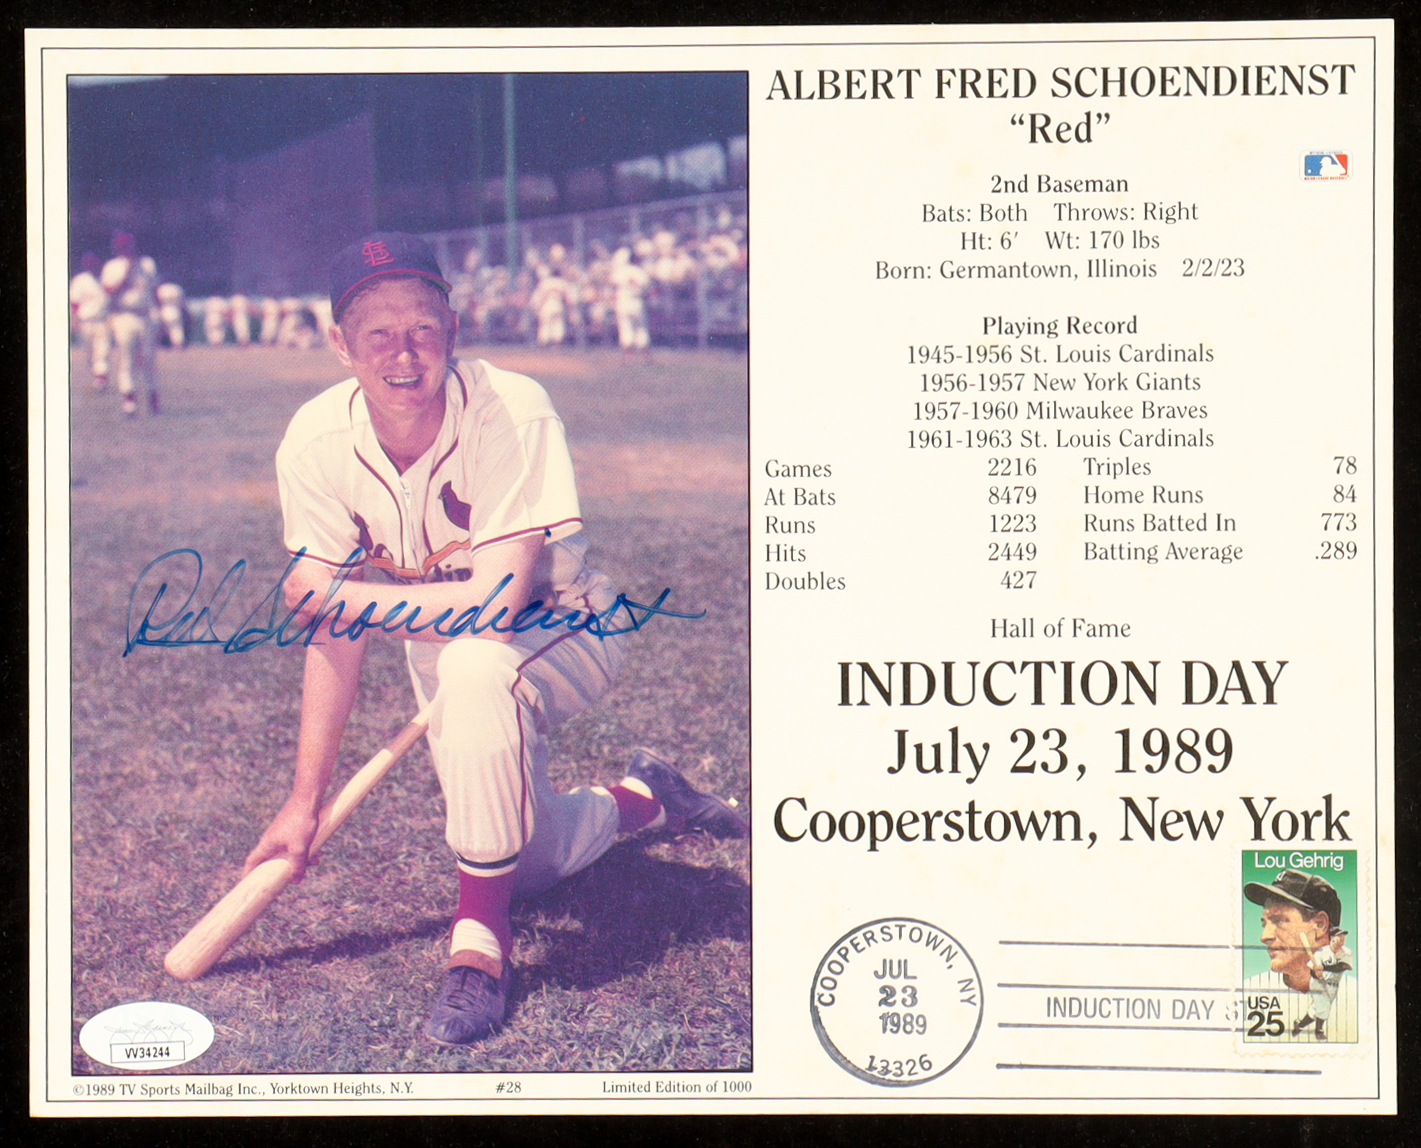 ALBERT FRED SCHOENDIENST
“Red”
2nd Baseman
Bats: Both Throws: Right
Ht: 6′ Wt: 170 lbs
Born: Germantown, Illinois 2/2/23
Playing Record
1945-1956 St. Louis Cardinals
1956-1957 New York Giants
1957-1960 Milwaukee Braves
1961-1963 St. Louis Cardinals
Games 2216 Triples 78
At Bats 8479 Home Runs 84
Runs 1223 Runs Batted In 773
Hits 2449 Batting Average .289
Doubles 427
Hall of Fame
INDUCTION DAY
July 23, 1989
Cooperstown, New York
Lou Gehrig
USA
25
COOPERSTOWN, NY
JUL
23
1989
13326
INDUCTION DAY
STL
Red Schoendienst
VV34244
©1989 TV Sports Mailbag Inc., Yorktown Heights, N.Y. #28 Limited Edition of 1000